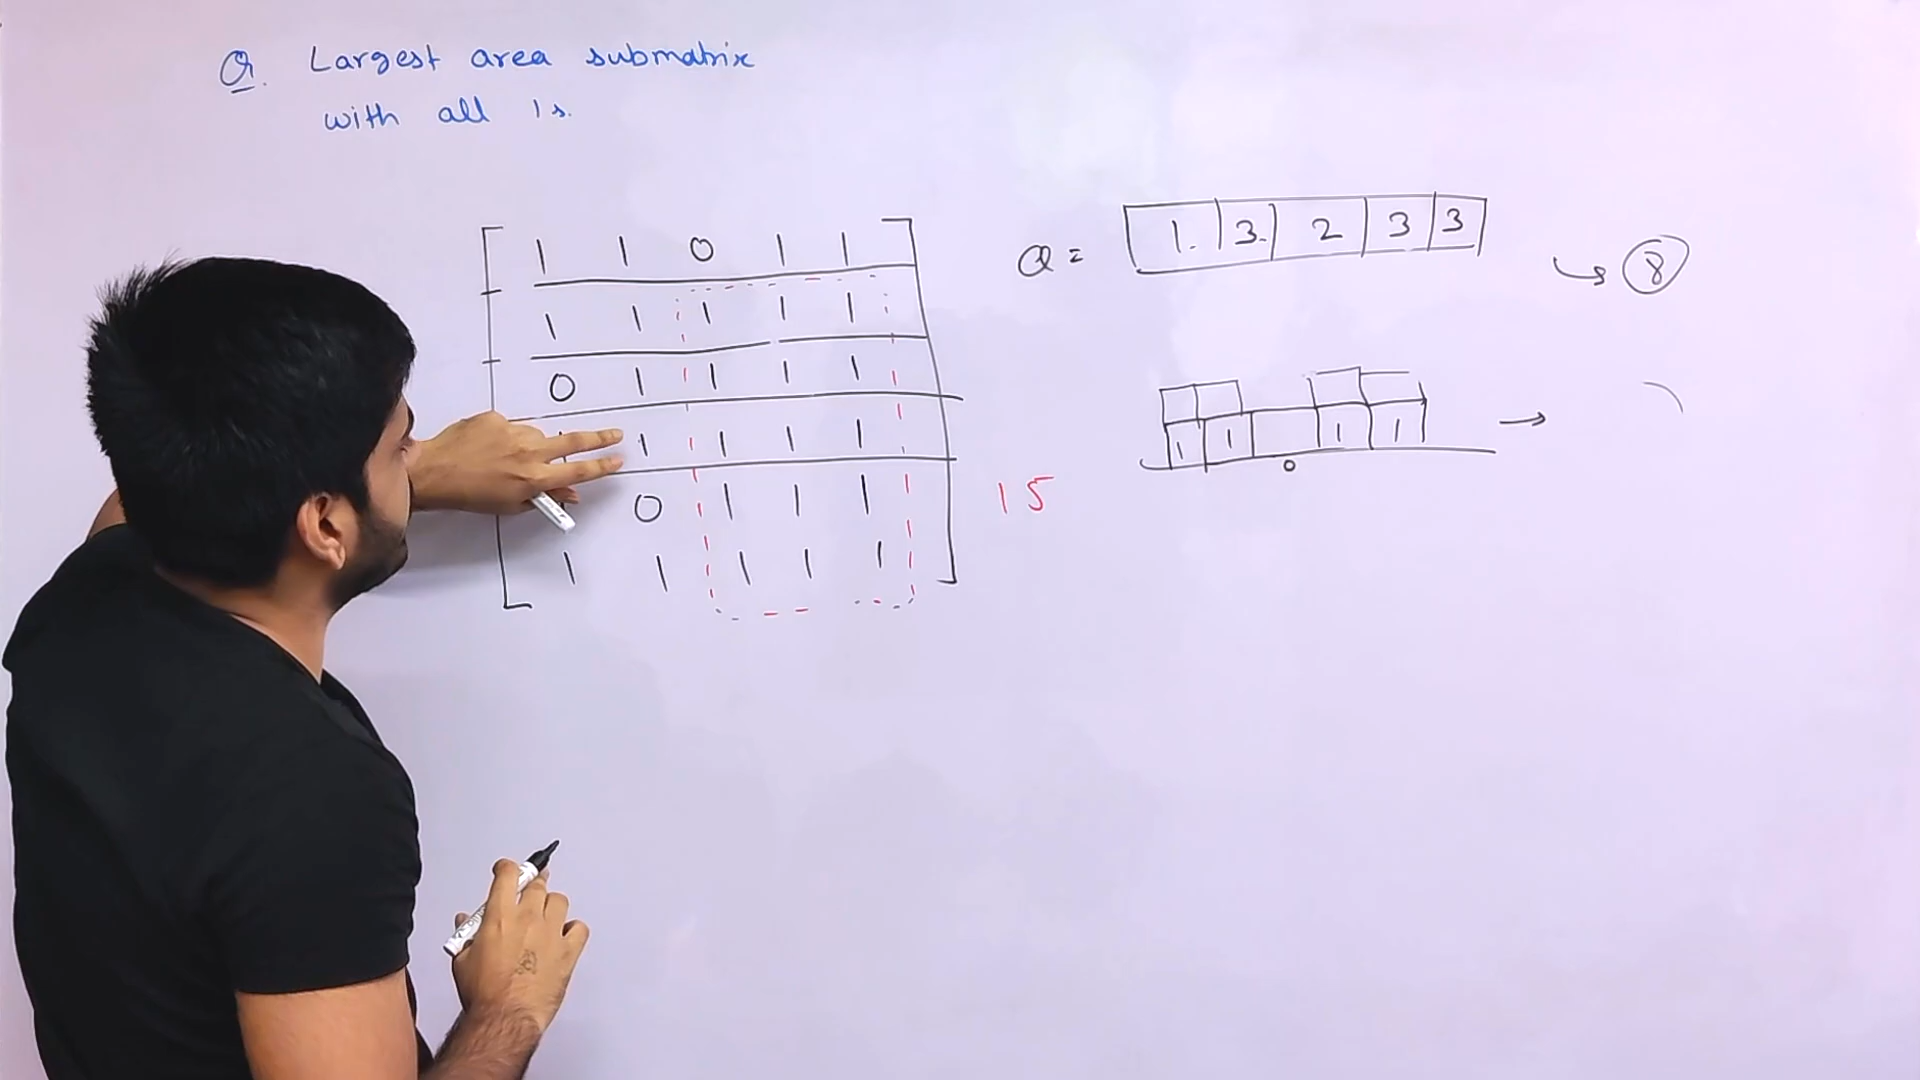 Q. Largest area submatrix
with all 1s.
1 1 0 1 1
1 1 1 1 1
0 1 1 1 1
1 1 1 1
0 1 1 1
1 1 1 1 1
15
a = 1. 3. 2 3 3 → 8
1 1 0 1 1 →